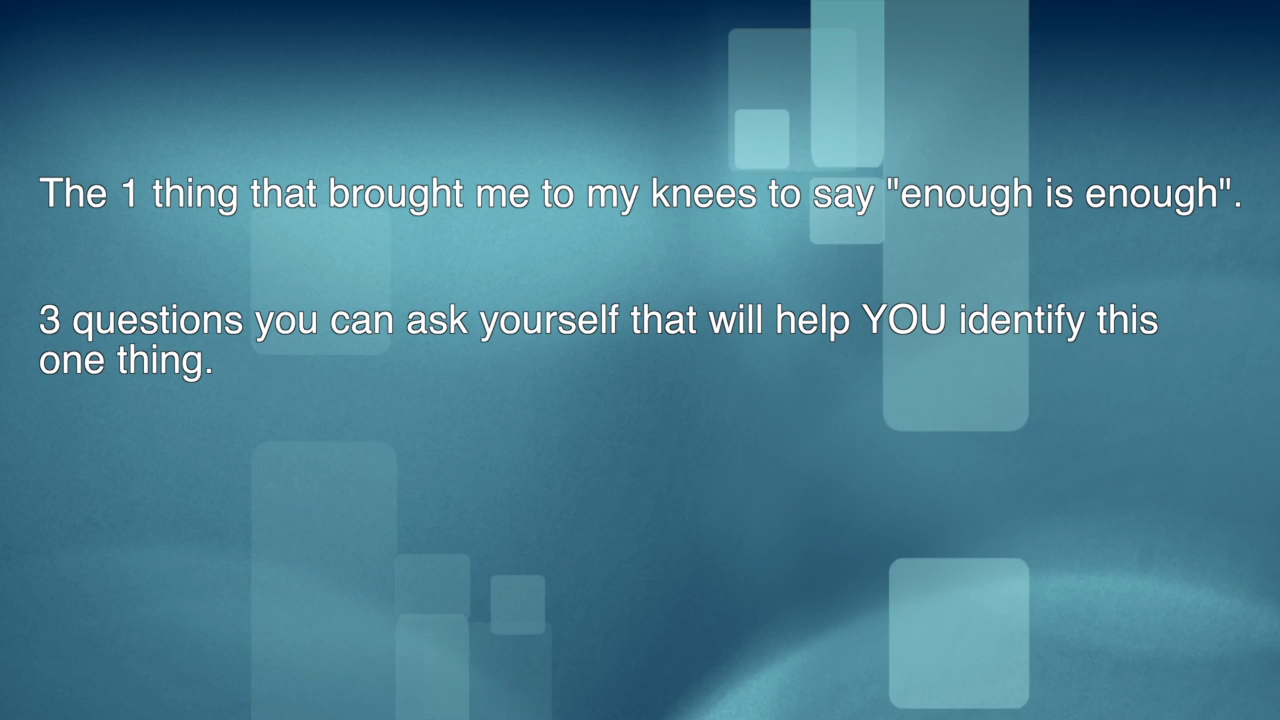 The 1 thing that brought me to my knees to say "enough is enough".
3 questions you can ask yourself that will help YOU identify this
one thing.